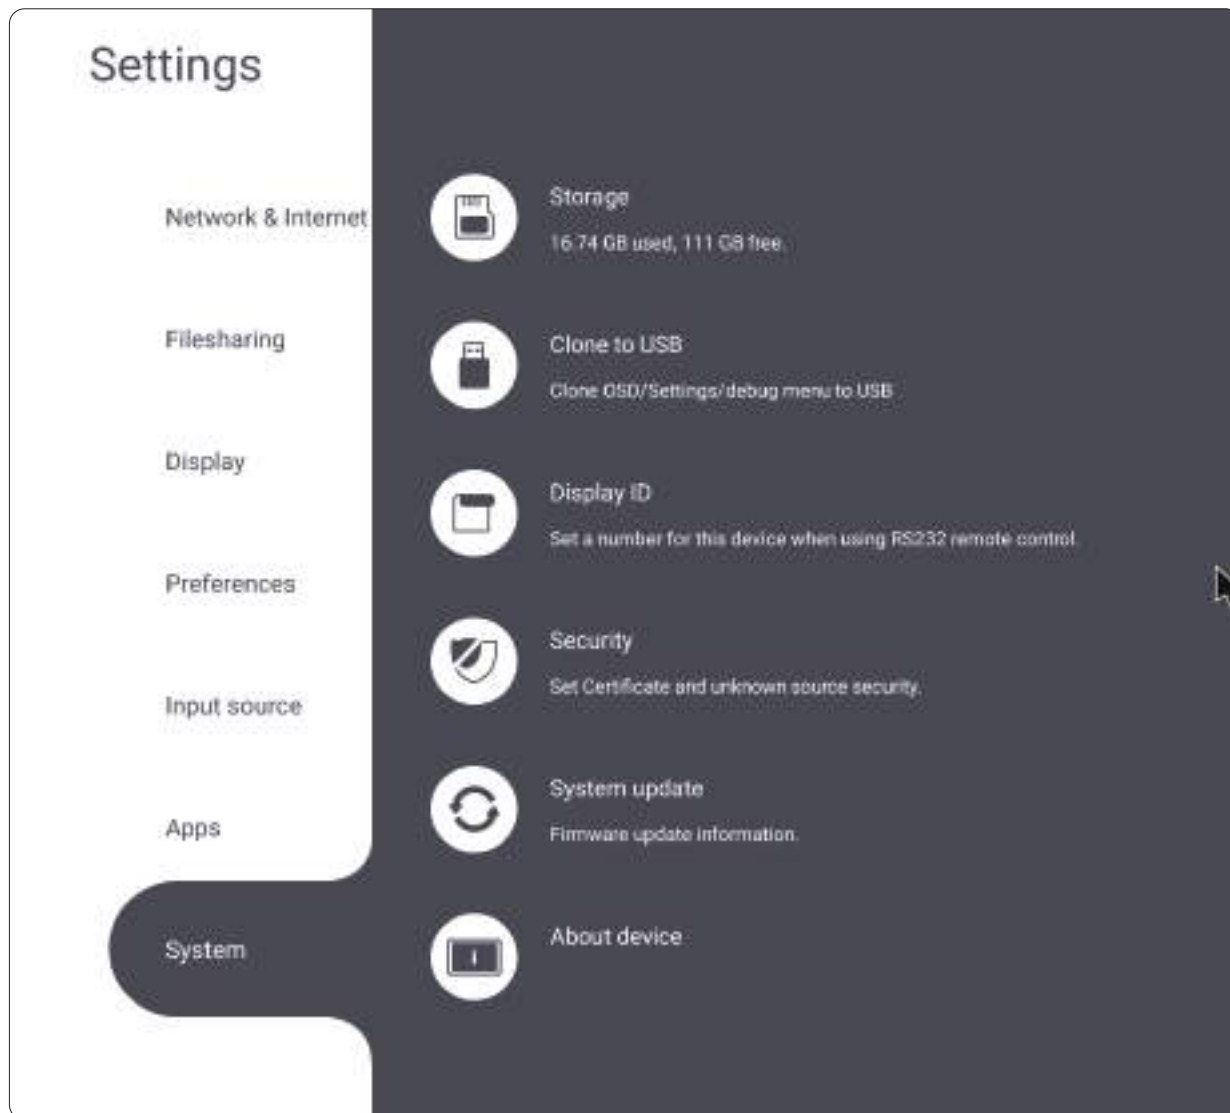 Settings
Network & Internet
Filesharing
Display
Preferences
Input source
Apps
System
Storage
16.74 GB used, 111 GB free.
Clone to USB
Clone OSD/Settings/debug menu to USB
Display ID
Set a number for this device when using RS232 remote control.
Security
Set Certificate and unknown source security.
System update
Firmware update information.
About device